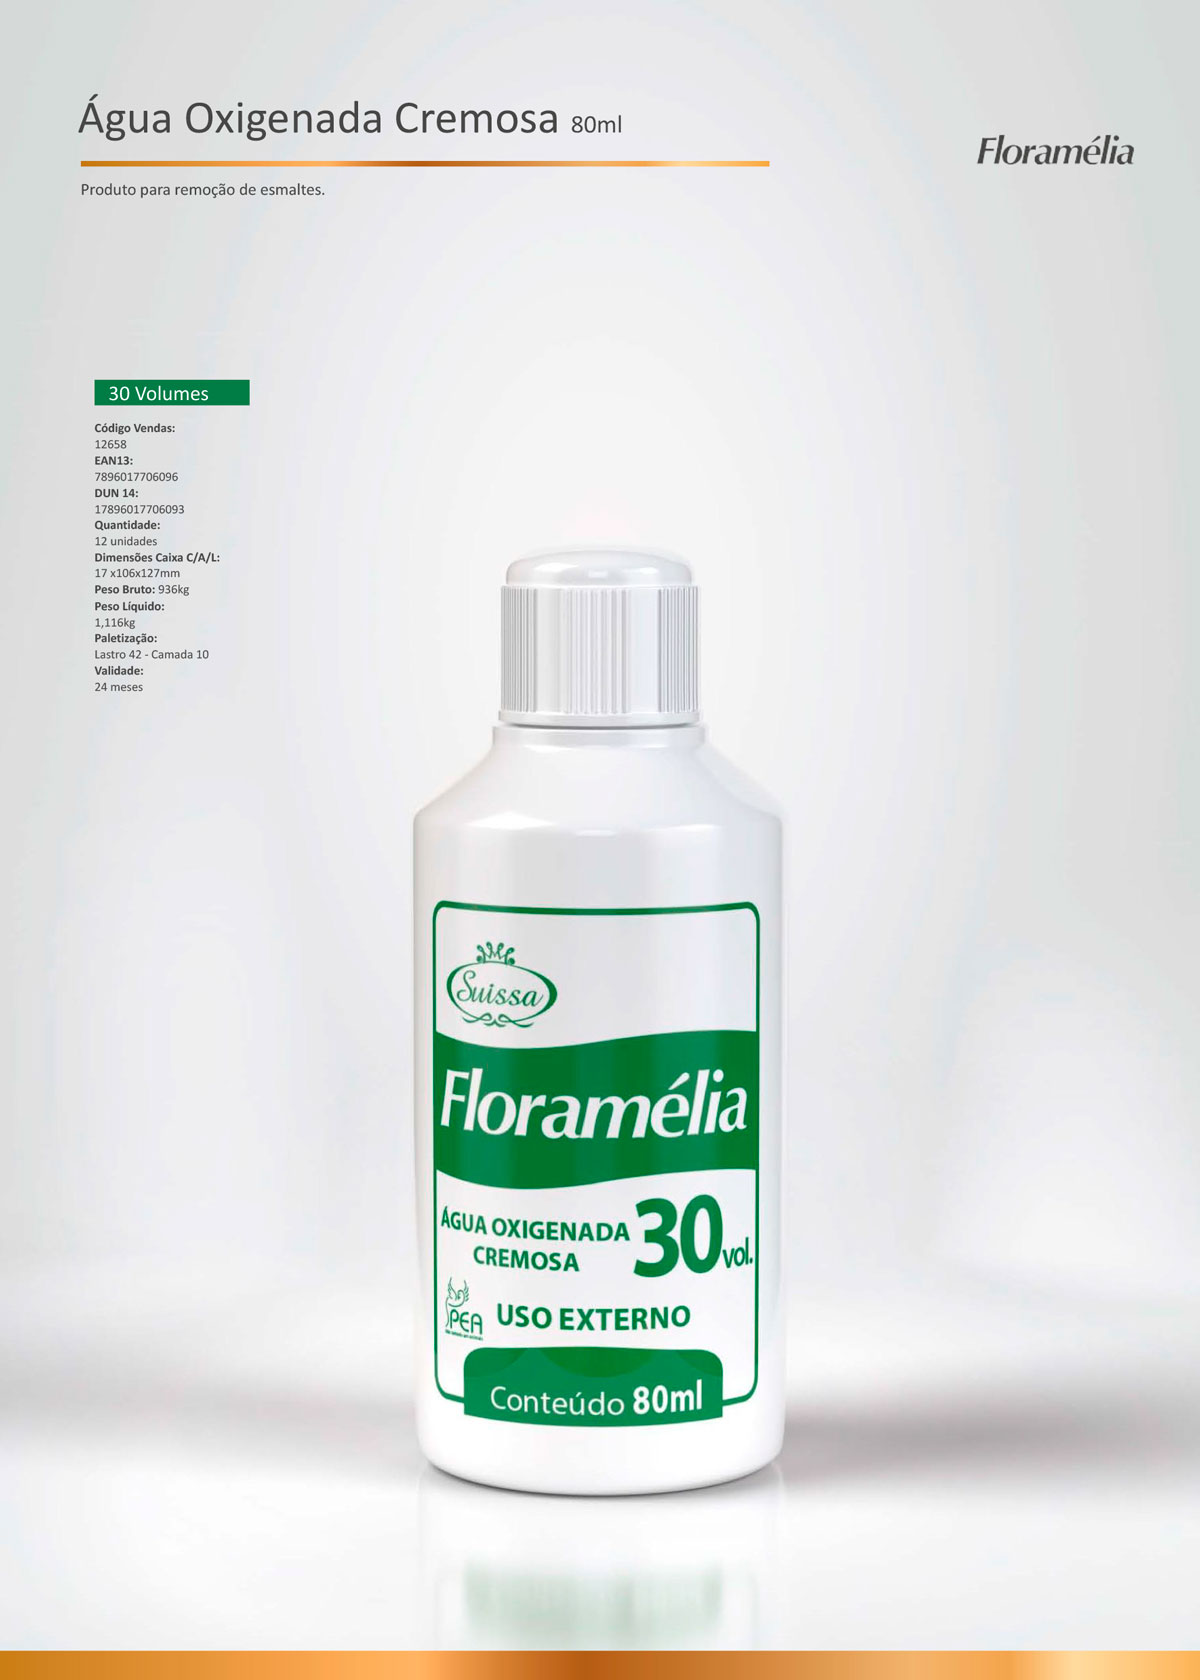 Água Oxigenada Cremosa 80ml
Floramélia
Produto para remoção de esmaltes.
30 Volumes
Código Vendas:
12658
EAN13:
7896017706096
DUN 14:
17896017706093
Quantidade:
12 unidades
Dimensões Caixa C/A/L:
17 x106x127mm
Peso Bruto: 936kg
Peso Líquido:
1,116kg
Paletização:
Lastro 42 - Camada 10
Validade:
24 meses
Suissa
Floramélia
ÁGUA OXIGENADA
CREMOSA
30 vol.
PEA
USO EXTERNO
Conteúdo 80ml